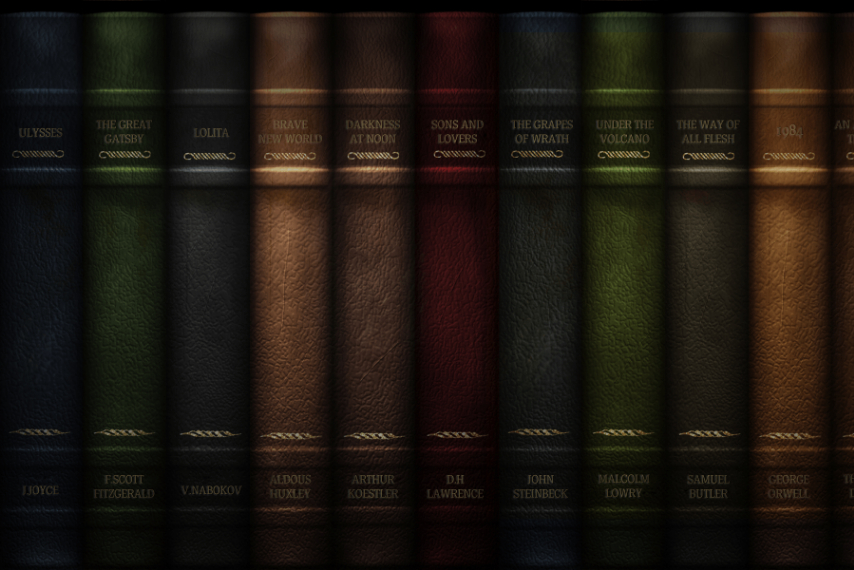 ULYSSES
J.JOYCE
THE GREAT
GATSBY
F.SCOTT
FITZGERALD
LOLITA
V.NABOKOV
BRAVE
NEW WORLD
ALDOUS
HUXLEY
DARKNESS
AT NOON
ARTHUR
KOESTLER
SONS AND
LOVERS
D.H
LAWRENCE
THE GRAPES
OF WRATH
JOHN
STEINBECK
UNDER THE
VOLCANO
MALCOLM
LOWRY
THE WAY OF
ALL FLESH
SAMUEL
BUTLER
1984
GEORGE
ORWELL
AN